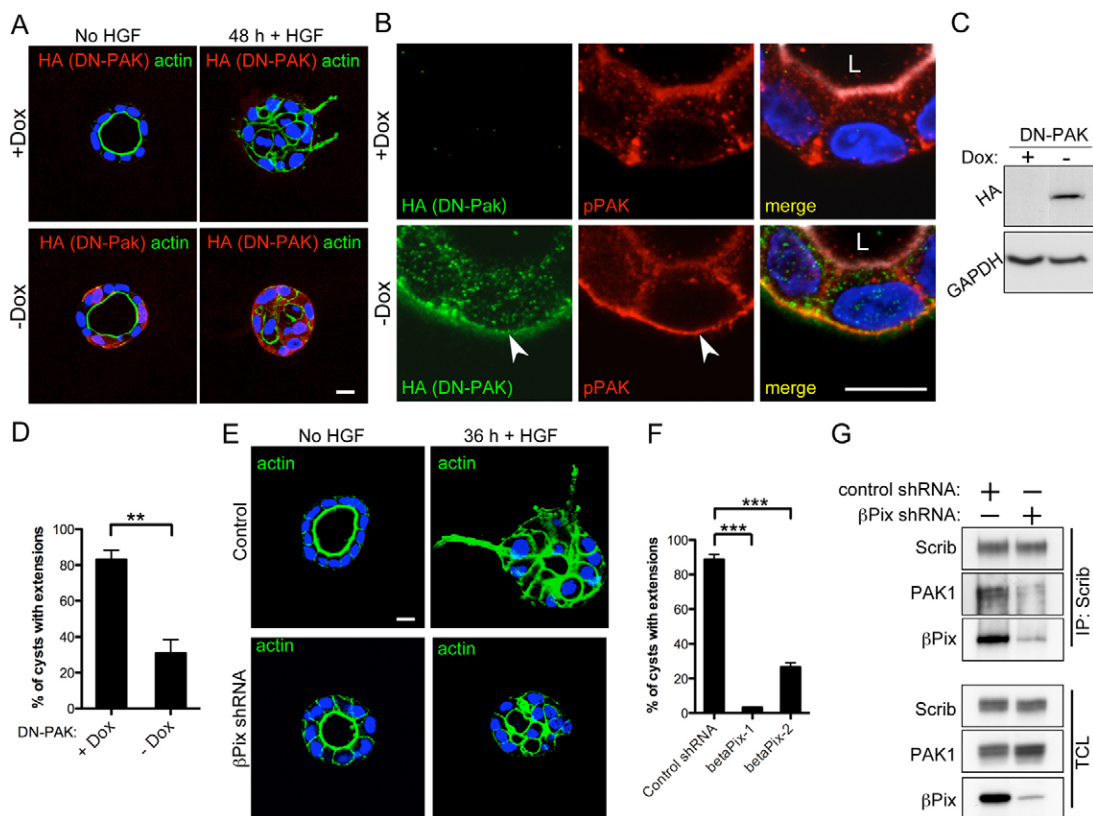 A
No HGF
48 h + HGF
+Dox
HA (DN-PAK) actin
HA (DN-PAK) actin
-Dox
HA (DN-Pak) actin
HA (DN-PAK) actin
B
+Dox
HA (DN-Pak)
pPAK
L
merge
-Dox
HA (DN-PAK)
pPAK
L
merge
C
DN-PAK
Dox: + -
HA
GAPDH
D
% of cysts with extensions
100
80
60
40
20
0
**
DN-PAK: + Dox - Dox
E
No HGF
36 h + HGF
Control
actin
actin
βPix shRNA
actin
actin
F
% of cysts with extensions
100
80
60
40
20
0
***
***
Control shRNA
betaPix-1
betaPix-2
G
control shRNA: + −
βPix shRNA: − +
Scrib
PAK1
βPix
IP: Scrib
Scrib
PAK1
βPix
TCL